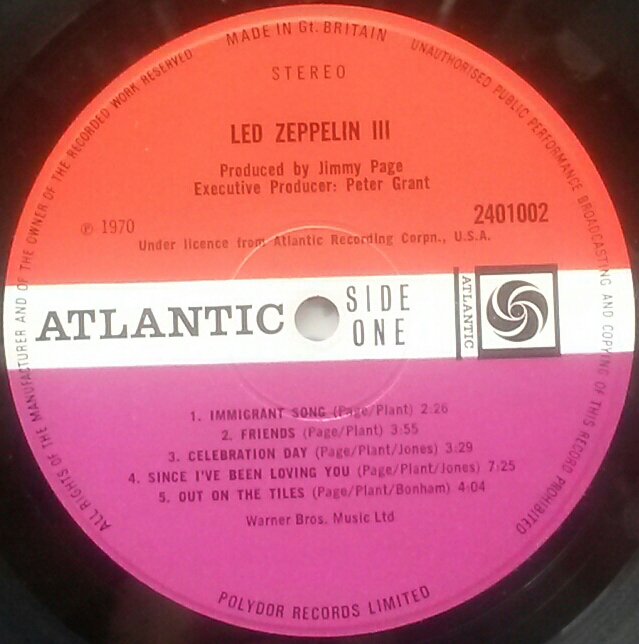 MADE IN Gt. BRITAIN
UNAUTHORISED PUBLIC PERFORMANCE BROADCASTING AND COPYING OF THIS RECORD PROHIBITED
ALL RIGHTS OF THE MANUFACTURER AND OF THE OWNER OF THE RECORDED WORK RESERVED
STEREO
LED ZEPPELIN III
Produced by Jimmy Page
Executive Producer: Peter Grant
2401002
℗ 1970
Under licence from Atlantic Recording Corpn., U.S.A.
ATLANTIC
SIDE
ONE
ATLANTIC
1. IMMIGRANT SONG (Page/Plant) 2:26
2. FRIENDS (Page/Plant) 3:55
3. CELEBRATION DAY (Page/Plant/Jones) 3:29
4. SINCE I'VE BEEN LOVING YOU (Page/Plant/Jones) 7:25
5. OUT ON THE TILES (Page/Plant/Bonham) 4:04
Warner Bros. Music Ltd
POLYDOR RECORDS LIMITED